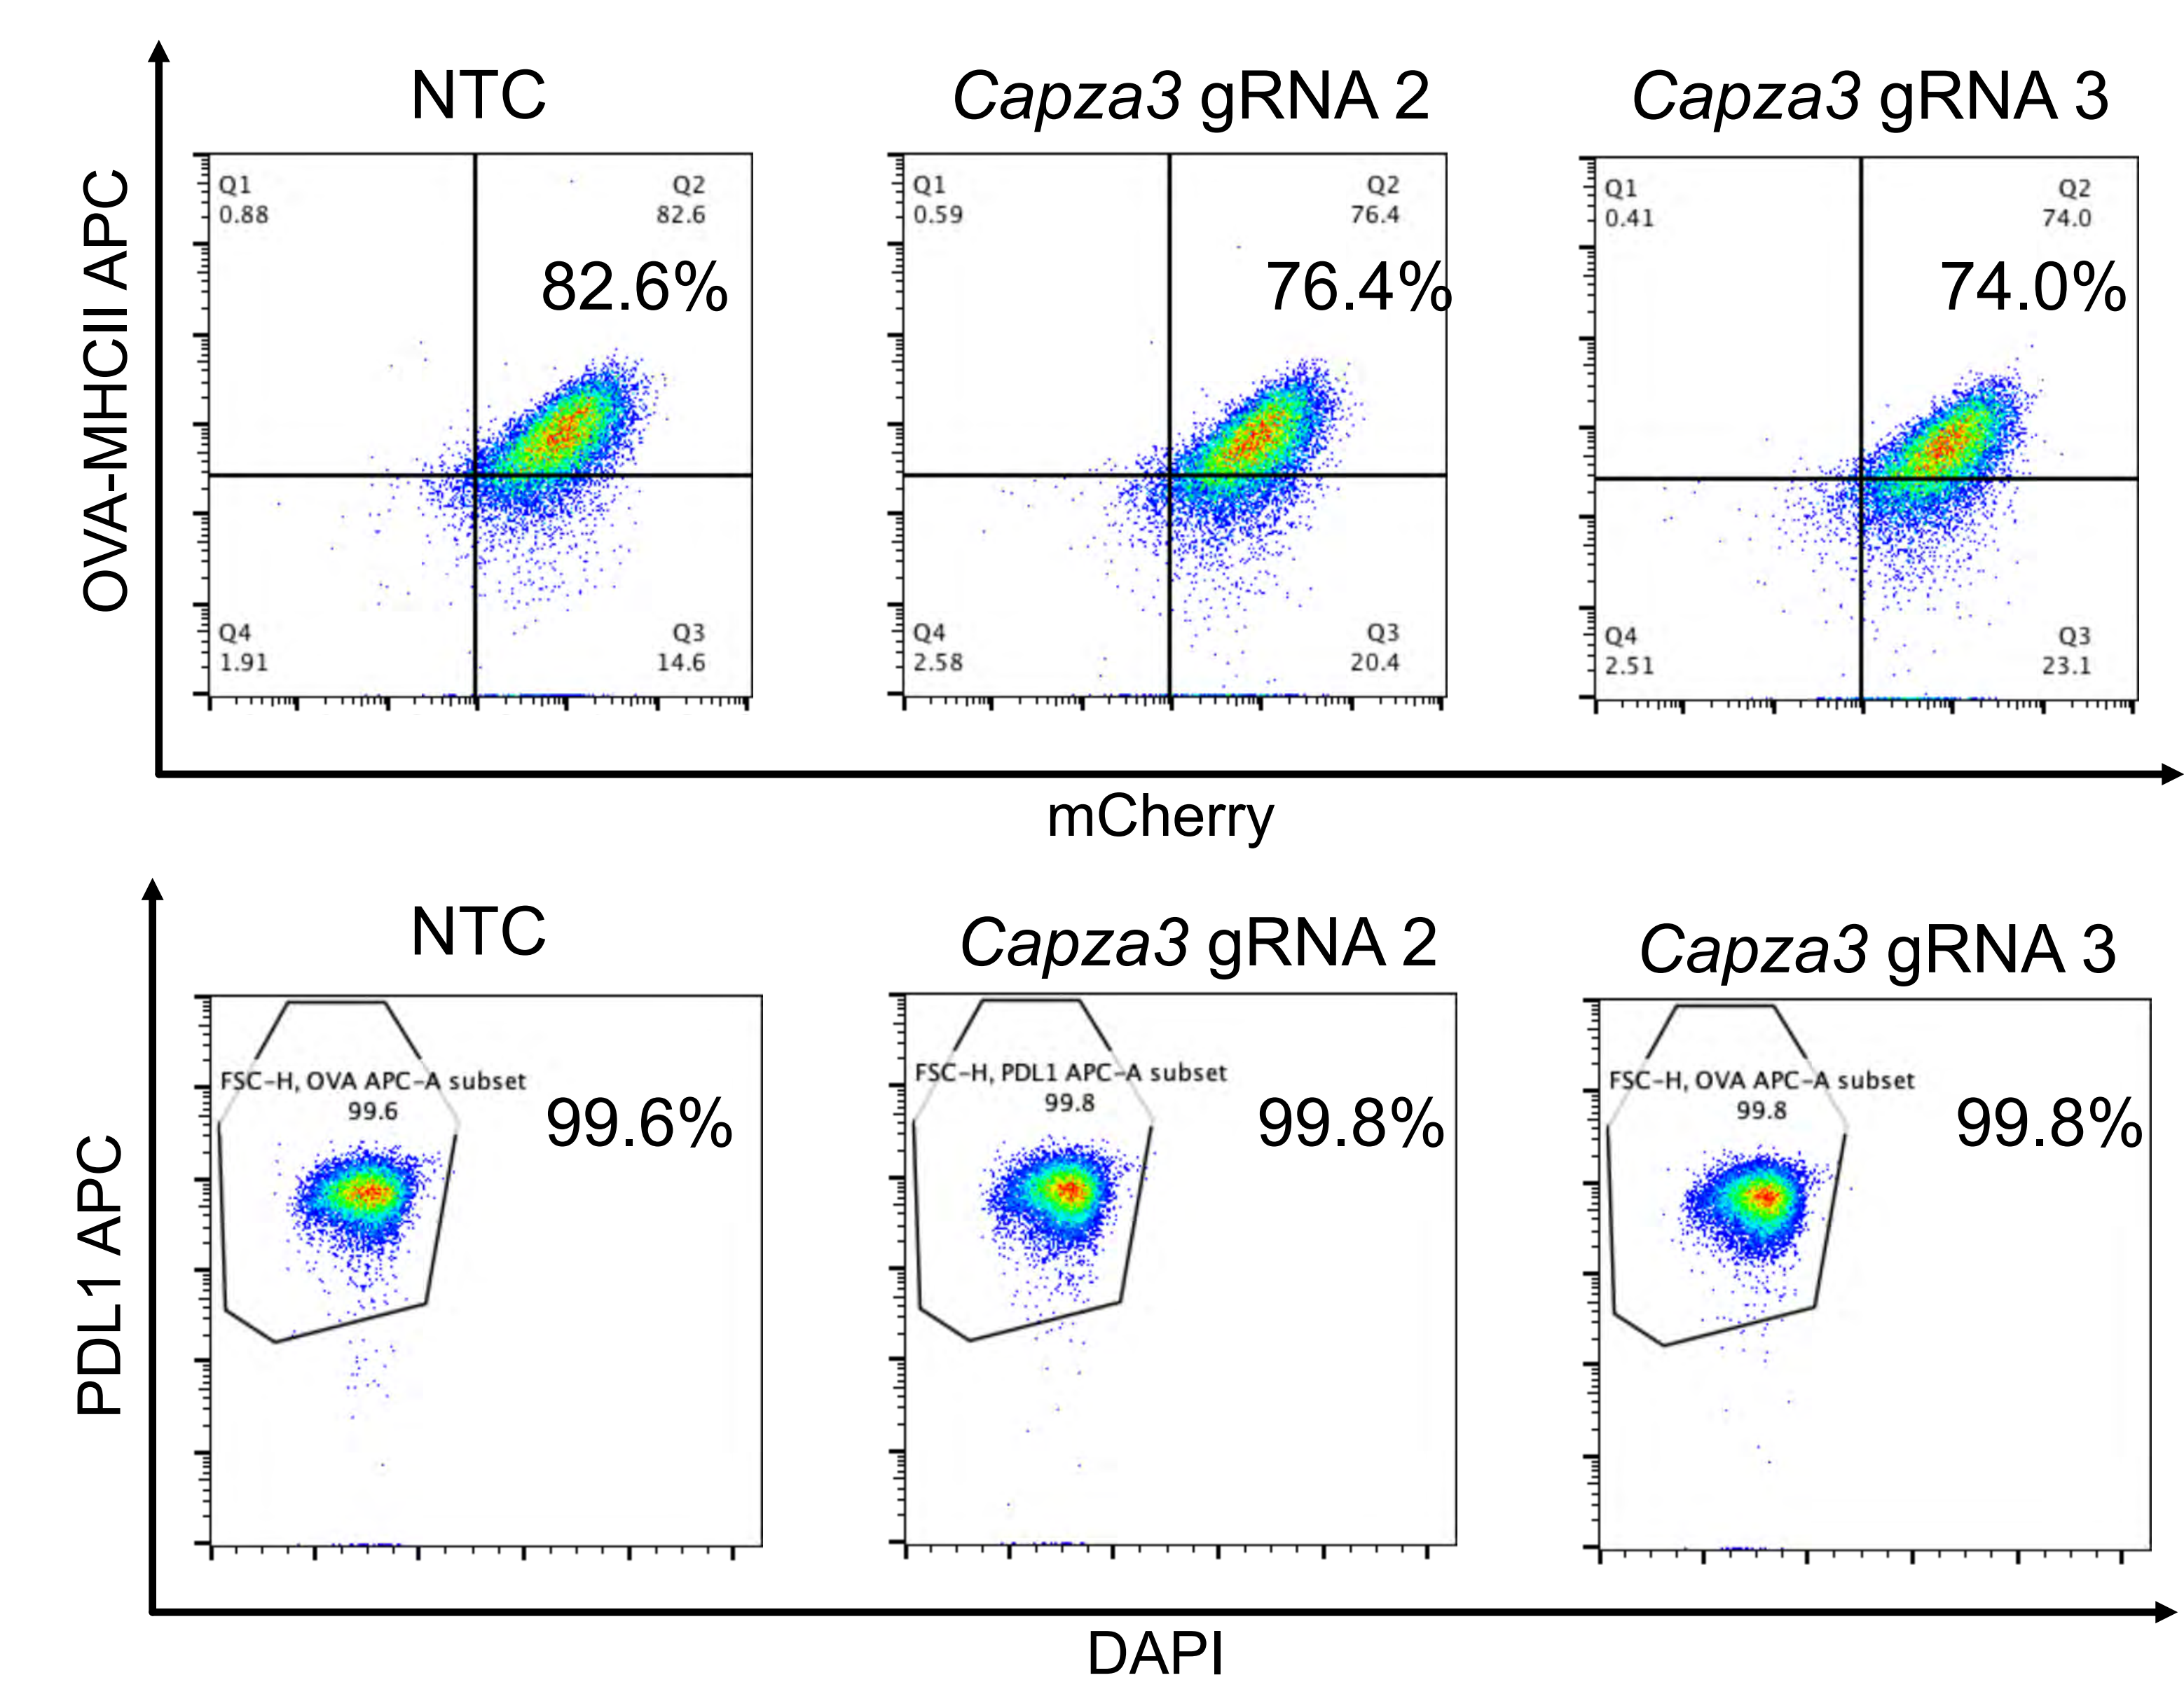 NTC
Capza3 gRNA 2
Capza3 gRNA 3
OVA-MHCII APC
Q1
0.88
Q2
82.6
82.6%
Q4
1.91
Q3
14.6
Q1
0.59
Q2
76.4
76.4%
Q4
2.58
Q3
20.4
Q1
0.41
Q2
74.0
74.0%
Q4
2.51
Q3
23.1
mCherry
NTC
Capza3 gRNA 2
Capza3 gRNA 3
PDL1 APC
FSC-H, OVA APC-A subset
99.6
99.6%
FSC-H, PDL1 APC-A subset
99.8
99.8%
FSC-H, OVA APC-A subset
99.8
99.8%
DAPI